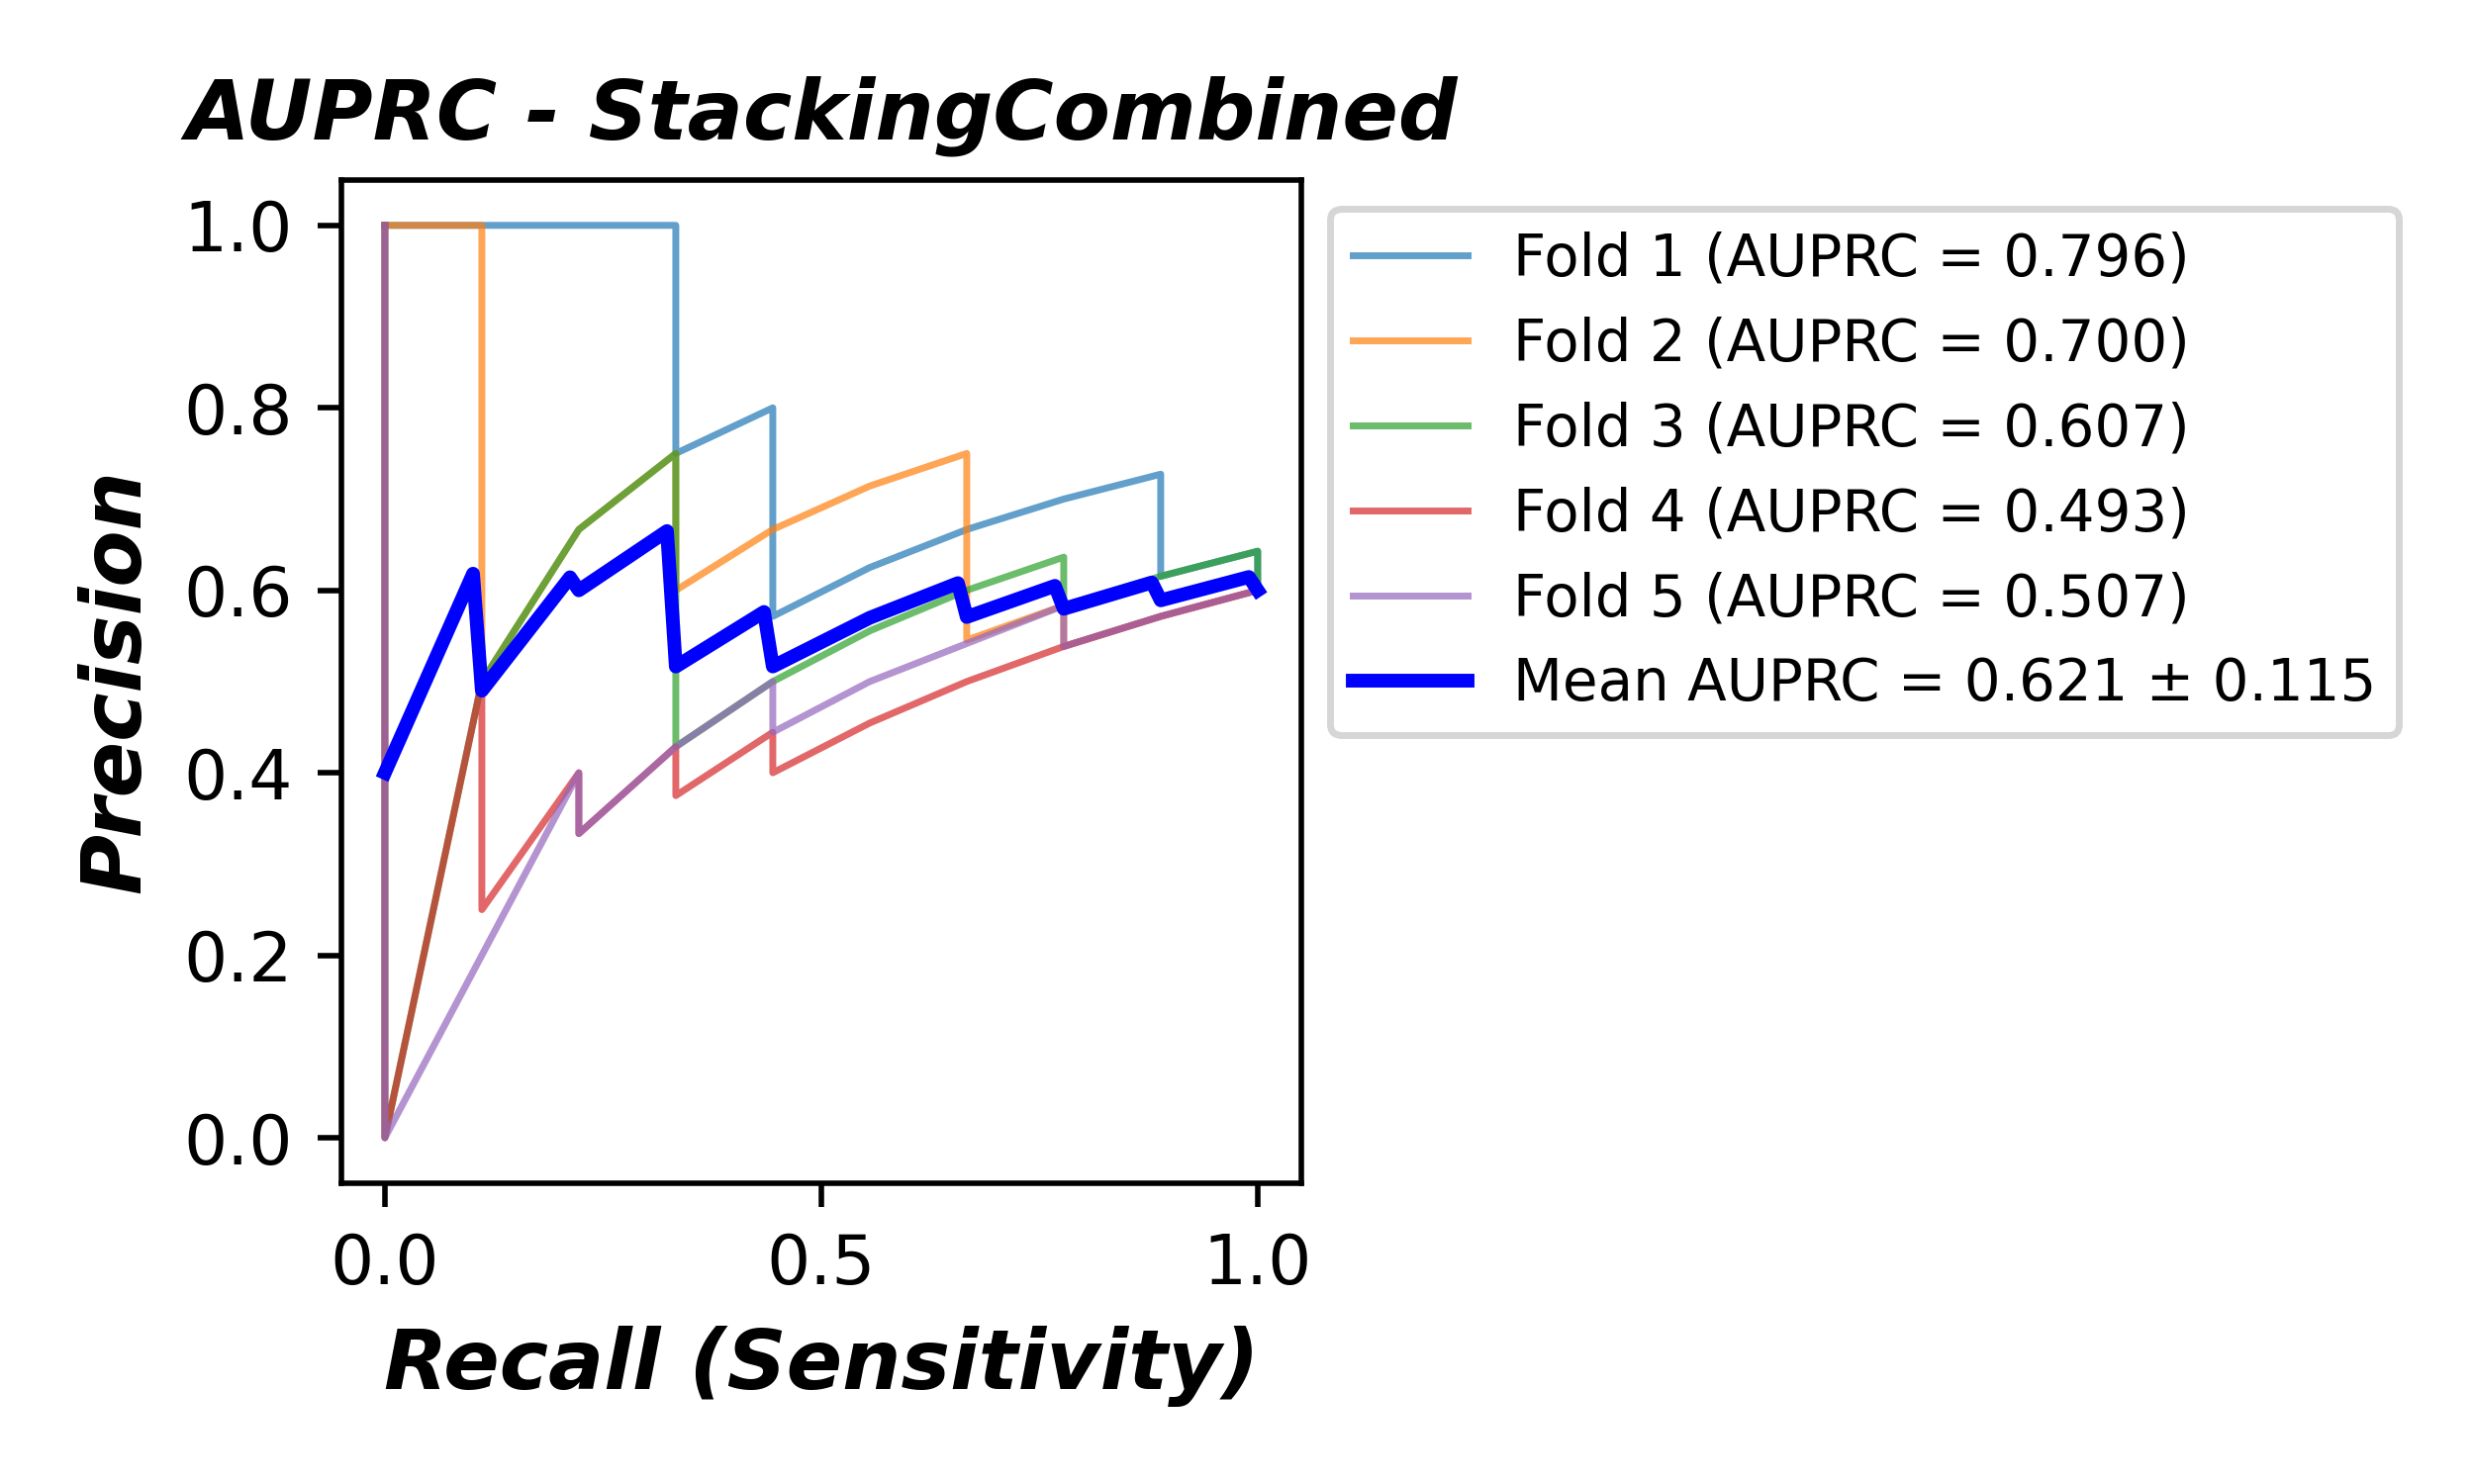 AUPRC - StackingCombined
1.0
0.8
0.6
0.4
0.2
0.0
Precision
0.0 0.5 1.0
Recall (Sensitivity)
Fold 1 (AUPRC = 0.796)
Fold 2 (AUPRC = 0.700)
Fold 3 (AUPRC = 0.607)
Fold 4 (AUPRC = 0.493)
Fold 5 (AUPRC = 0.507)
Mean AUPRC = 0.621 ± 0.115